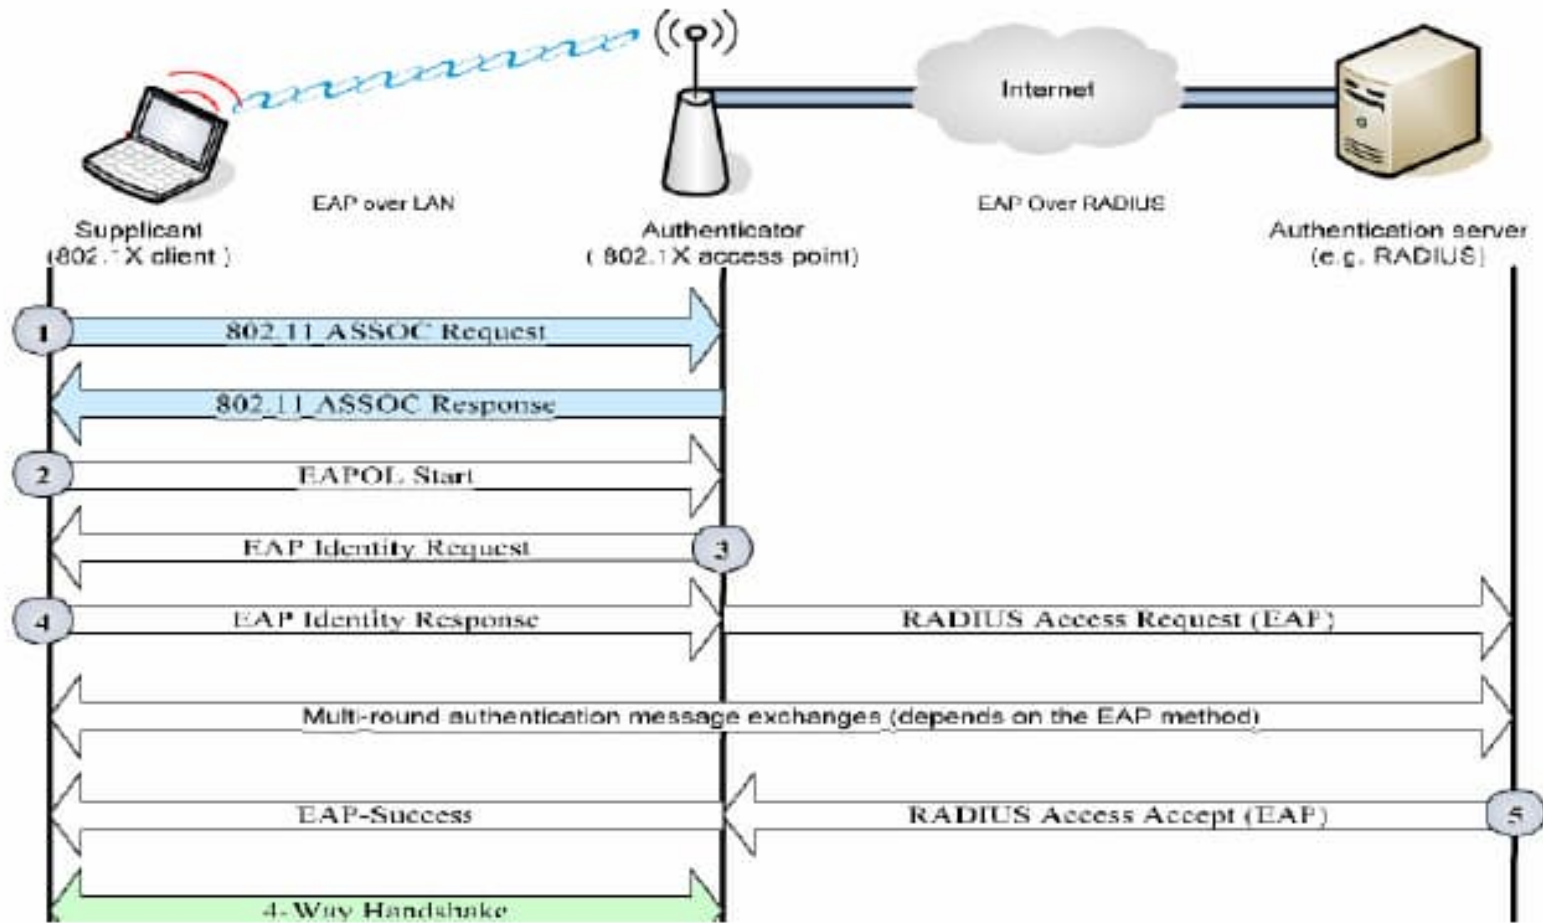 Internet
EAP over LAN
EAP Over RADIUS
Supplicant
(802.1X client )
Authenticator
( 802.1X access point)
Authentication server
(e.g. RADIUS)
1
802.11 ASSOC Request
802.11 ASSOC Response
2
EAPOL Start
EAP Identity Request
3
4
EAP Identity Response
RADIUS Access Request (EAP)
Multi-round authentication message exchanges (depends on the EAP method)
EAP-Success
RADIUS Access Accept (EAP)
5
4-Way Handshake